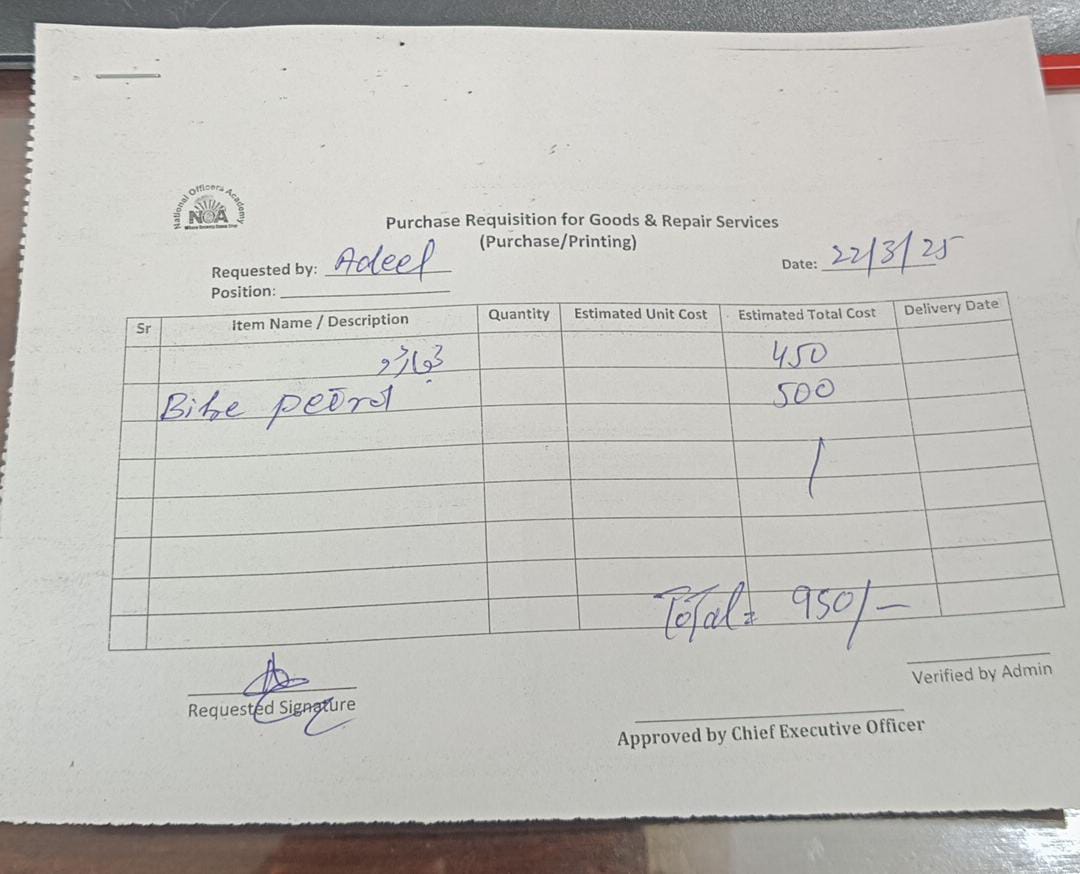 National Officers Academy
NOA
Purchase Requisition for Goods & Repair Services
(Purchase/Printing)
Requested by: Adeel
Date: 22/3/25
Position:
Sr Item Name / Description Quantity Estimated Unit Cost Estimated Total Cost Delivery Date
450
Bike petrol 500
Total = 950/-
Requested Signature
Verified by Admin
Approved by Chief Executive Officer